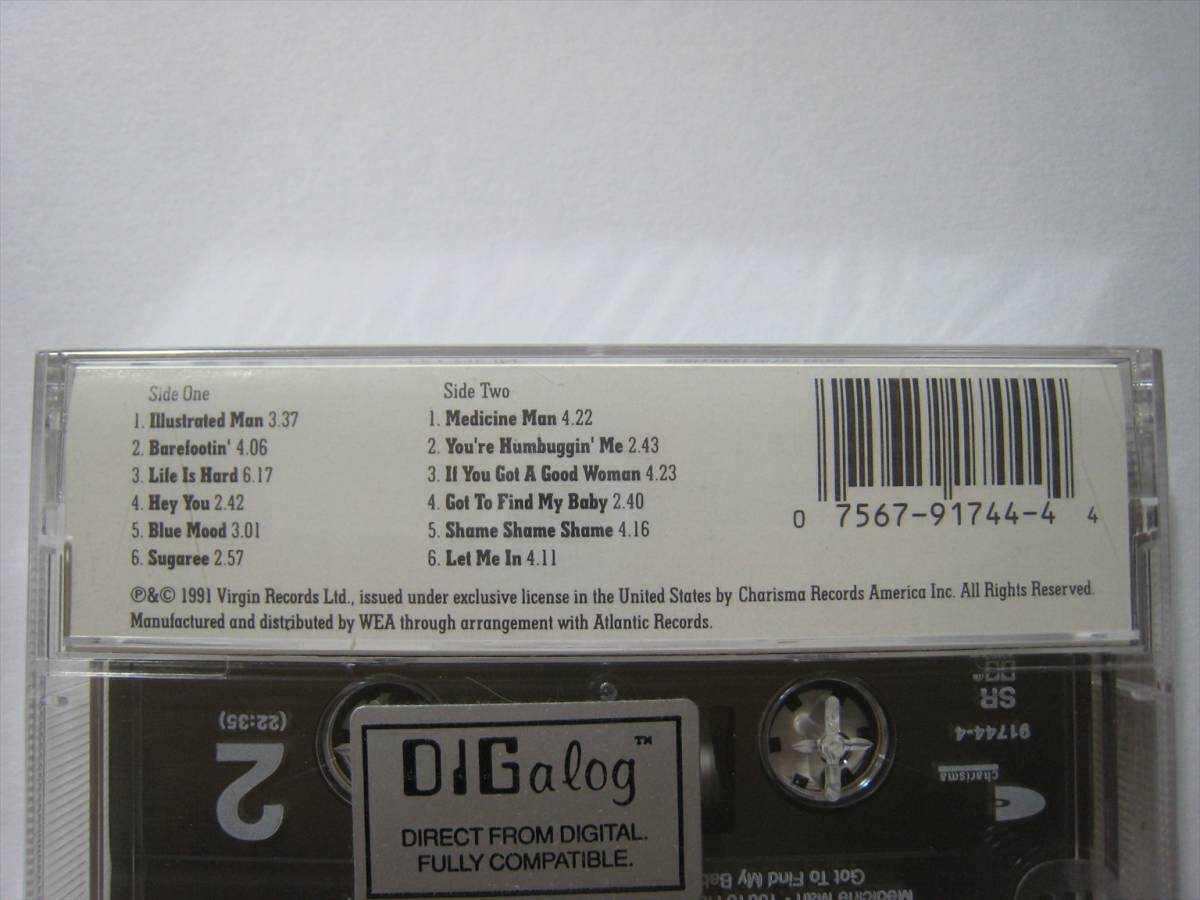 Side One
1. Illustrated Man 3.37
2. Barefootin' 4.06
3. Life Is Hard 6.17
4. Hey You 2.42
5. Blue Mood 3.01
6. Sugaree 2.57
Side Two
1. Medicine Man 4.22
2. You're Humbuggin' Me 2.43
3. If You Got A Good Woman 4.23
4. Got To Find My Baby 2.40
5. Shame Shame Shame 4.16
6. Let Me In 4.11
0 7567-91744-4 4
℗&© 1991 Virgin Records Ltd., issued under exclusive license in the United States by Charisma Records America Inc. All Rights Reserved.
Manufactured and distributed by WEA through arrangement with Atlantic Records.
2
(22:35)
DIGalog™
DIRECT FROM DIGITAL.
FULLY COMPATIBLE.
SR
91744-4
charisma
Medicine Man
Got To Find My